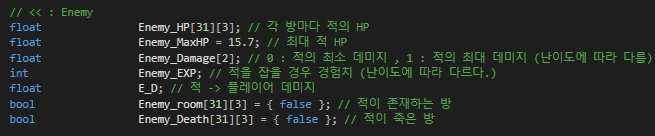 // << : Enemy
float Enemy_HP[31][3]; // 각 방마다 적의 HP
float Enemy_MaxHP = 15.7; // 최대 적 HP
float Enemy_Damage[2]; // 0 : 적의 최소 데미지 , 1 : 적의 최대 데미지 (난이도에 따라 다름)
int Enemy_EXP; // 적을 잡을 경우 경험치 (난이도에 따라 다르다.)
float E_D; // 적 -> 플레이어 데미지
bool Enemy_room[31][3] = { false }; // 적이 존재하는 방
bool Enemy_Death[31][3] = { false }; // 적이 죽은 방